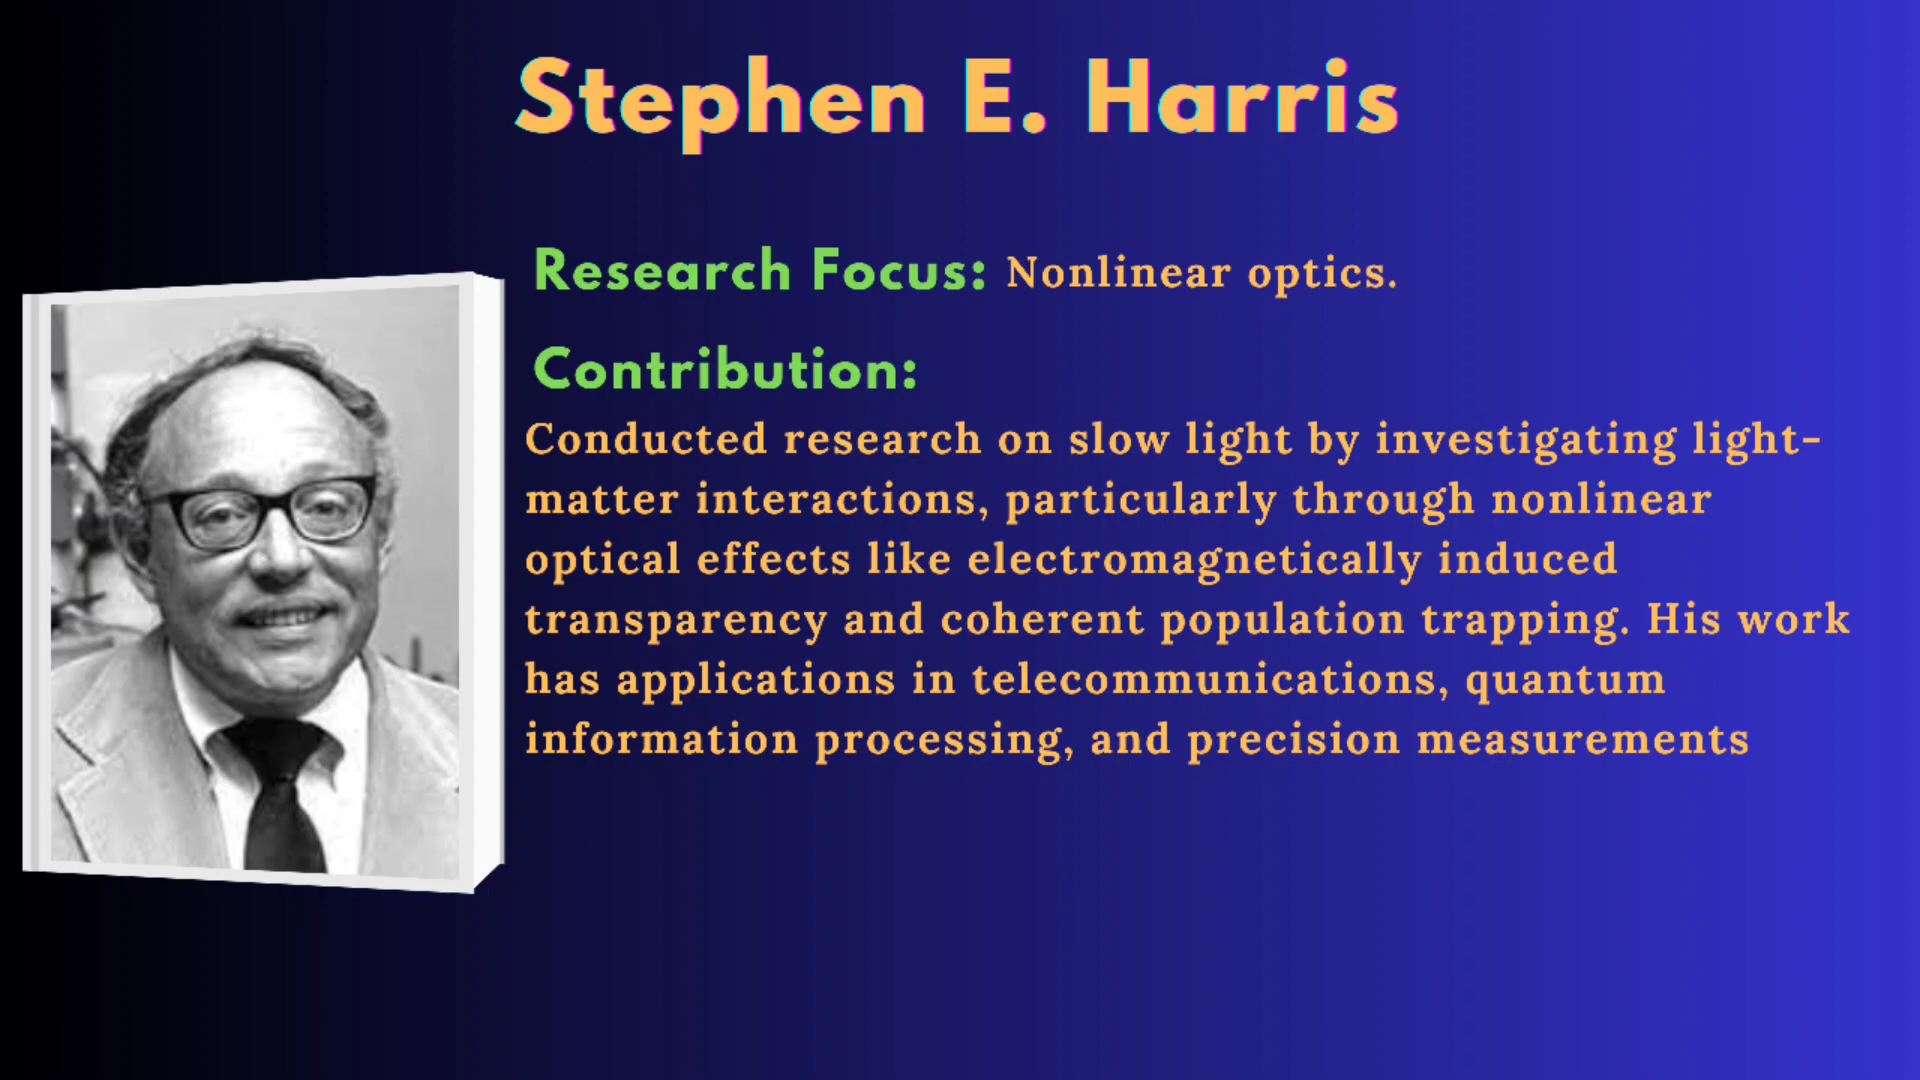 Stephen E. Harris
Research Focus: Nonlinear optics.
Contribution:
Conducted research on slow light by investigating light-
matter interactions, particularly through nonlinear
optical effects like electromagnetically induced
transparency and coherent population trapping. His work
has applications in telecommunications, quantum
information processing, and precision measurements